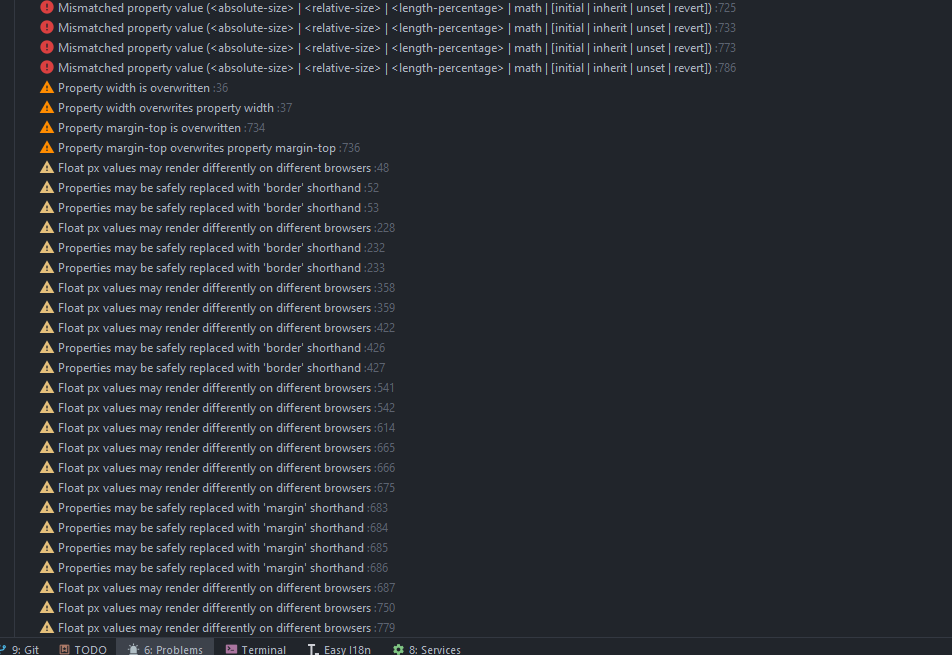 Mismatched property value (<absolute-size> | <relative-size> | <length-percentage> | math | [initial | inherit | unset | revert]) :725
Mismatched property value (<absolute-size> | <relative-size> | <length-percentage> | math | [initial | inherit | unset | revert]) :733
Mismatched property value (<absolute-size> | <relative-size> | <length-percentage> | math | [initial | inherit | unset | revert]) :773
Mismatched property value (<absolute-size> | <relative-size> | <length-percentage> | math | [initial | inherit | unset | revert]) :786
Property width is overwritten :36
Property width overwrites property width :37
Property margin-top is overwritten :734
Property margin-top overwrites property margin-top :736
Float px values may render differently on different browsers :48
Properties may be safely replaced with 'border' shorthand :52
Properties may be safely replaced with 'border' shorthand :53
Float px values may render differently on different browsers :228
Properties may be safely replaced with 'border' shorthand :232
Properties may be safely replaced with 'border' shorthand :233
Float px values may render differently on different browsers :358
Float px values may render differently on different browsers :359
Float px values may render differently on different browsers :422
Properties may be safely replaced with 'border' shorthand :426
Properties may be safely replaced with 'border' shorthand :427
Float px values may render differently on different browsers :541
Float px values may render differently on different browsers :542
Float px values may render differently on different browsers :614
Float px values may render differently on different browsers :665
Float px values may render differently on different browsers :666
Float px values may render differently on different browsers :675
Properties may be safely replaced with 'margin' shorthand :683
Properties may be safely replaced with 'margin' shorthand :684
Properties may be safely replaced with 'margin' shorthand :685
Properties may be safely replaced with 'margin' shorthand :686
Float px values may render differently on different browsers :687
Float px values may render differently on different browsers :750
Float px values may render differently on different browsers :779
9: Git TODO 6: Problems Terminal Easy I18n 8: Services